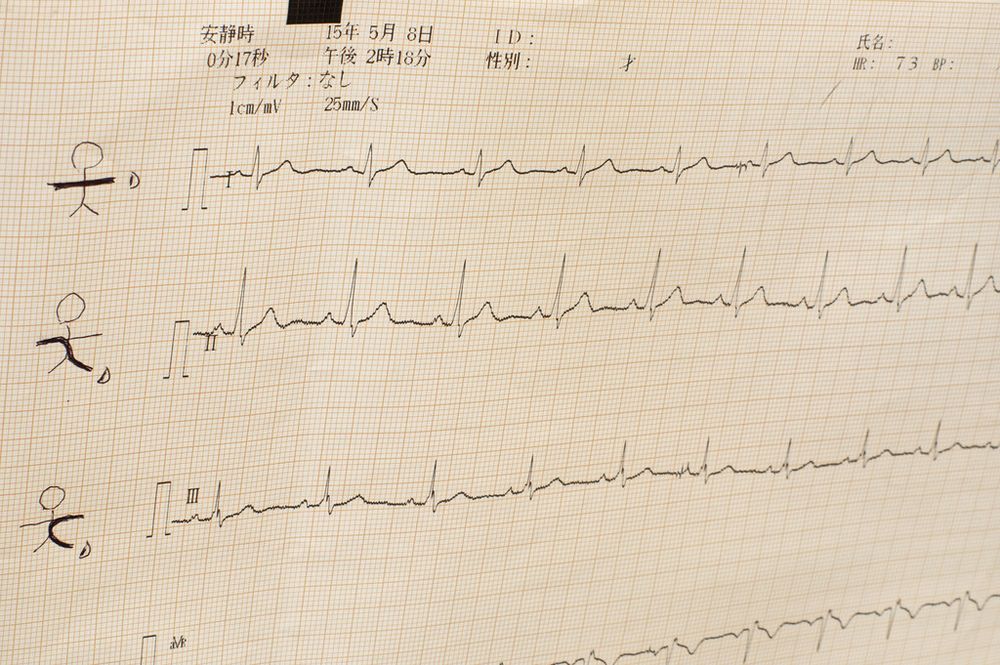 安静時 15年 5月 8日 ID: 氏名:
0分17秒 午後 2時18分 性別: 才 HR: 73 BP:
フィルタ:なし
1cm/mV 25mm/S
I
D
II
D
III
D
aVR